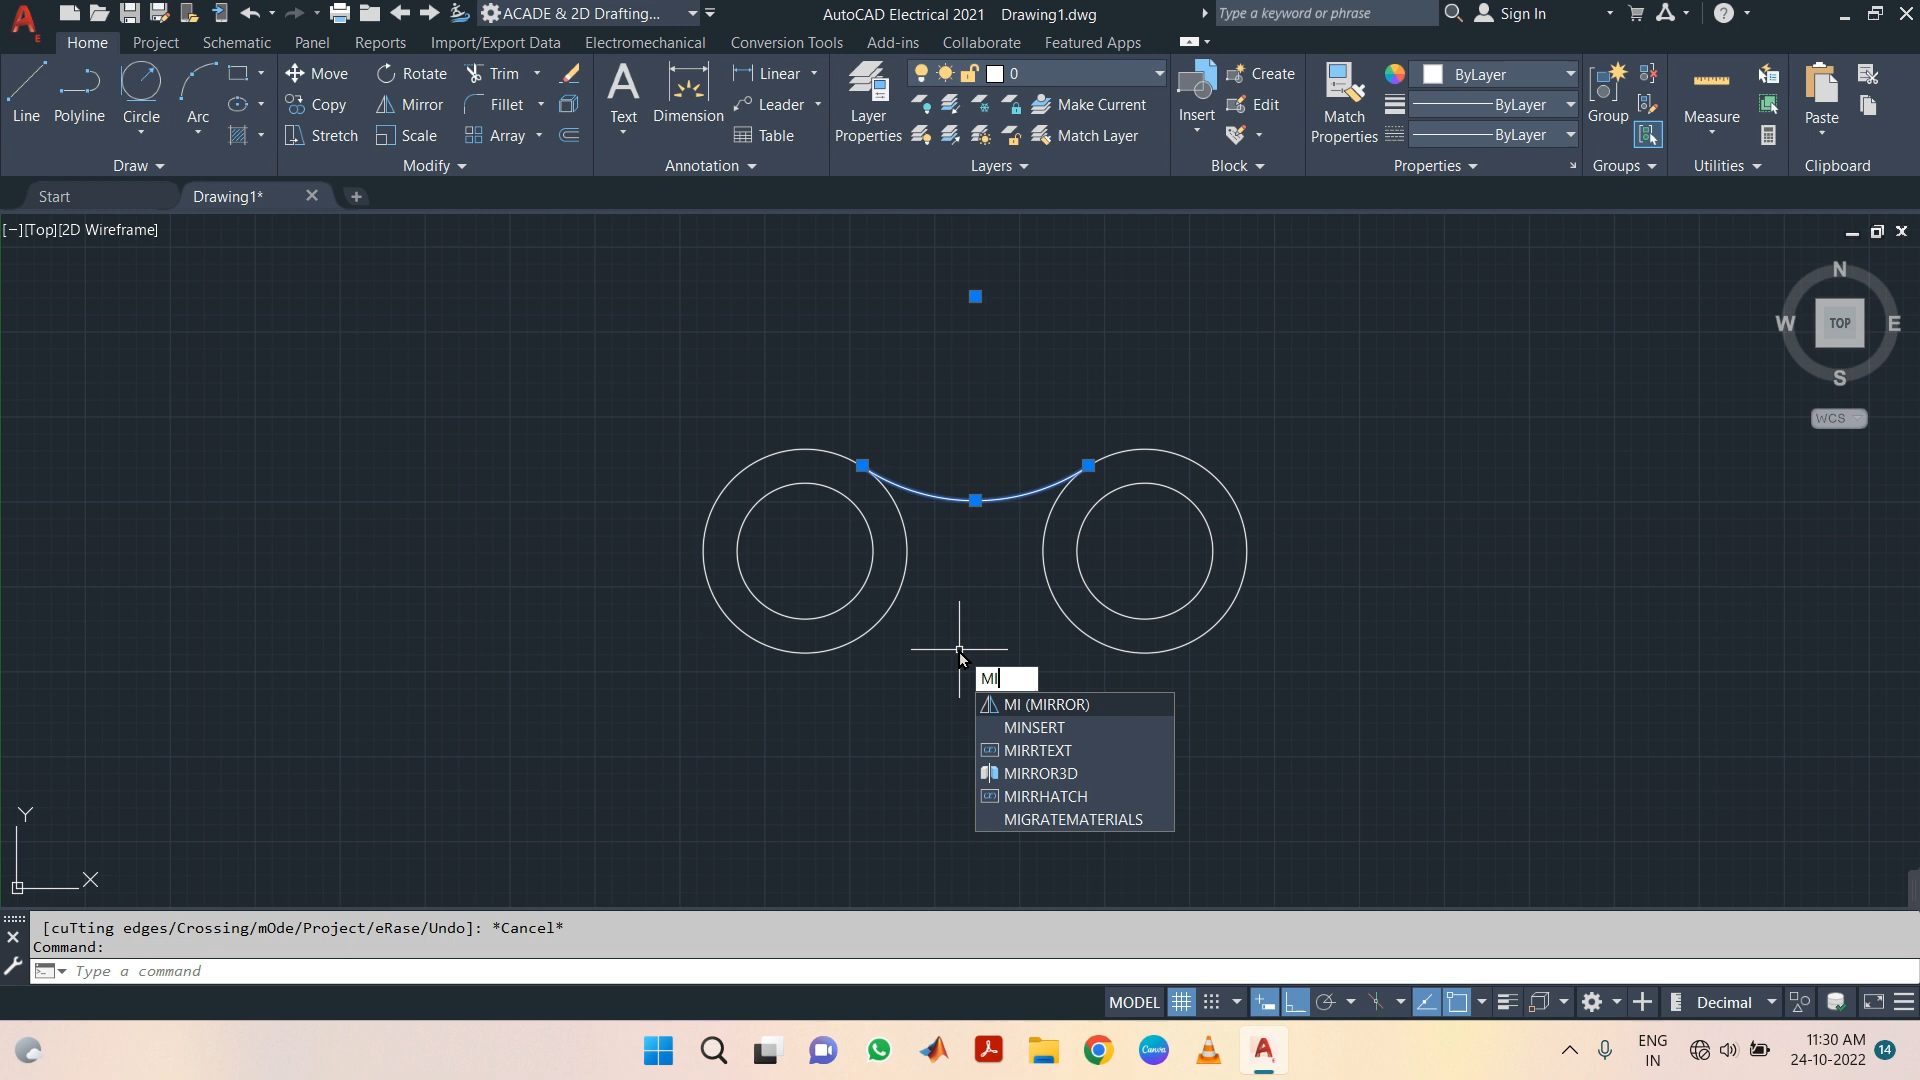 ACADE & 2D Drafting... AutoCAD Electrical 2021 Drawing1.dwg Type a keyword or phrase Sign In
Home Project Schematic Panel Reports Import/Export Data Electromechanical Conversion Tools Add-ins Collaborate Featured Apps
Line Polyline Circle Arc
Move Rotate Trim
Copy Mirror Fillet
Stretch Scale Array
Text Dimension
Linear
Leader
Table
Layer Properties
0
Make Current
Match Layer
Insert
Create
Edit
Match Properties
ByLayer
ByLayer
ByLayer
Group
Measure
Paste
Draw Modify Annotation Layers Block Properties Groups Utilities Clipboard
Start Drawing1*
[−][Top][2D Wireframe]
N
W TOP E
S
WCS
MI
MI (MIRROR)
MINSERT
MIRRTEXT
MIRROR3D
MIRRHATCH
MIGRATEMATERIALS
Y
X
[cuTting edges/Crossing/mOde/Project/eRase/Undo]: *Cancel*
Command:
Type a command
MODEL Decimal
ENG
IN
11:30 AM
24-10-2022
14